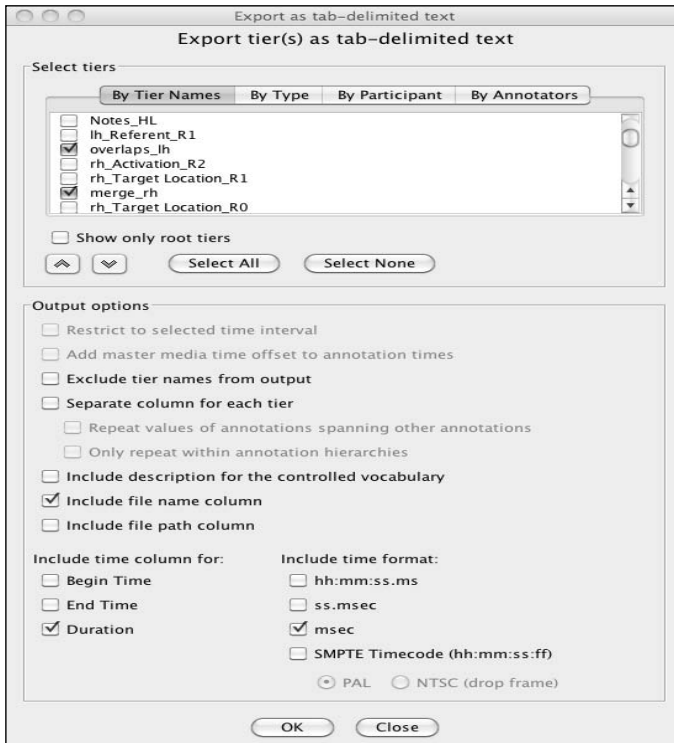 Export as tab-delimited text
Export tier(s) as tab-delimited text
Select tiers
By Tier Names By Type By Participant By Annotators
Notes_HL
lh_Referent_R1
overlaps_lh
rh_Activation_R2
rh_Target Location_R1
merge_rh
rh_Target Location_R0
Show only root tiers
Select All Select None
Output options
Restrict to selected time interval
Add master media time offset to annotation times
Exclude tier names from output
Separate column for each tier
Repeat values of annotations spanning other annotations
Only repeat within annotation hierarchies
Include description for the controlled vocabulary
Include file name column
Include file path column
Include time column for: Include time format:
Begin Time hh:mm:ss.ms
End Time ss.msec
Duration msec
SMPTE Timecode (hh:mm:ss:ff)
PAL NTSC (drop frame)
OK Close